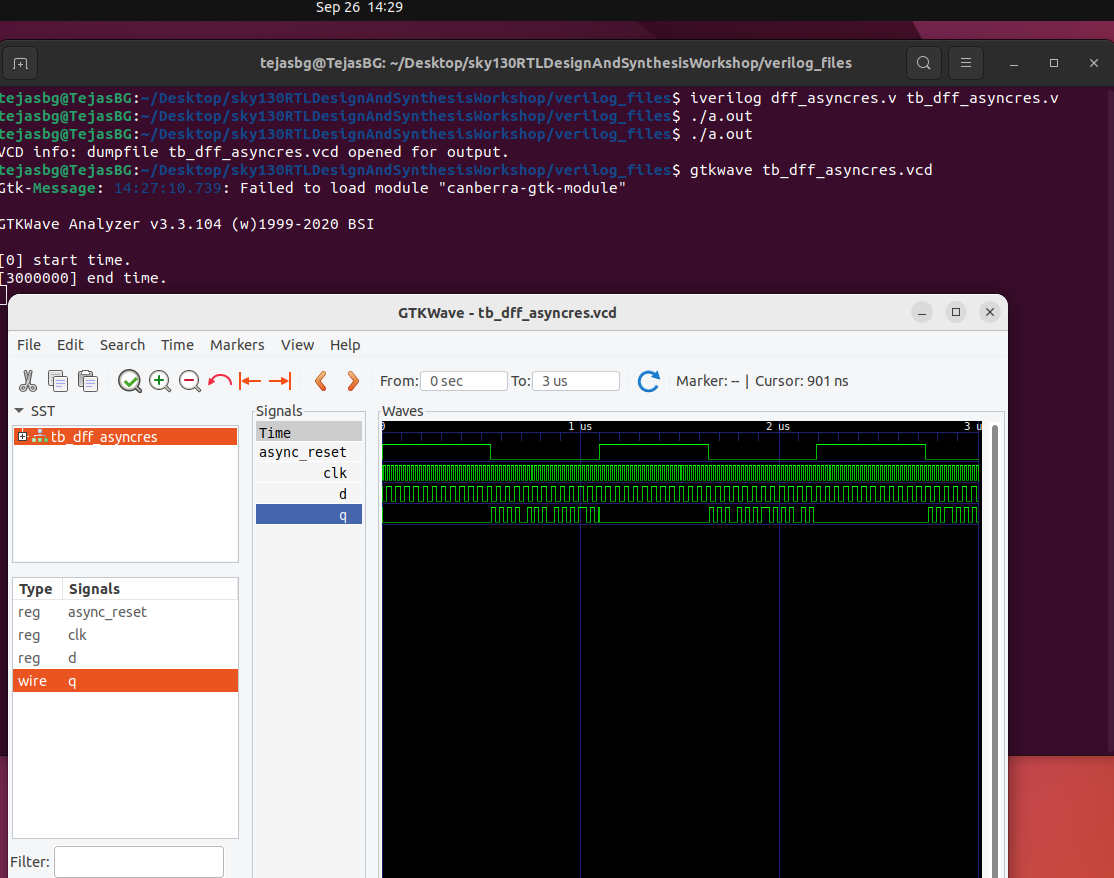 Sep 26 14:29
tejasbg@TejasBG: ~/Desktop/sky130RTLDesignAndSynthesisWorkshop/verilog_files
tejasbg@TejasBG:~/Desktop/sky130RTLDesignAndSynthesisWorkshop/verilog_files$ iverilog dff_asyncres.v tb_dff_asyncres.v
tejasbg@TejasBG:~/Desktop/sky130RTLDesignAndSynthesisWorkshop/verilog_files$ ./a.out
tejasbg@TejasBG:~/Desktop/sky130RTLDesignAndSynthesisWorkshop/verilog_files$ ./a.out
VCD info: dumpfile tb_dff_asyncres.vcd opened for output.
tejasbg@TejasBG:~/Desktop/sky130RTLDesignAndSynthesisWorkshop/verilog_files$ gtkwave tb_dff_asyncres.vcd
Gtk-Message: 14:27:10.739: Failed to load module "canberra-gtk-module"
GTKWave Analyzer v3.3.104 (w)1999-2020 BSI
[0] start time.
[3000000] end time.
GTKWave - tb_dff_asyncres.vcd
File Edit Search Time Markers View Help
From: 0 sec To: 3 us Marker: -- | Cursor: 901 ns
SST
tb_dff_asyncres
Type Signals
reg async_reset
reg clk
reg d
wire q
Filter:
Signals
Time
async_reset
clk
d
q
Waves
0 1 us 2 us 3 u